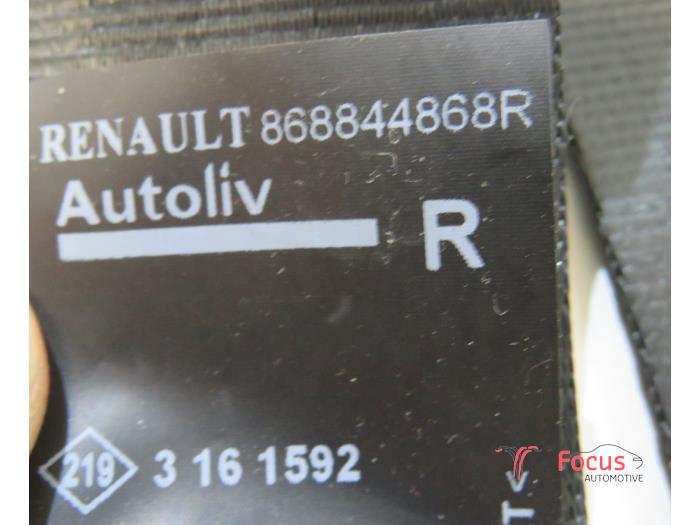 RENAULT 868844868R
Autoliv
R
219 3 16 1592
T<
Focus
AUTOMOTIVE